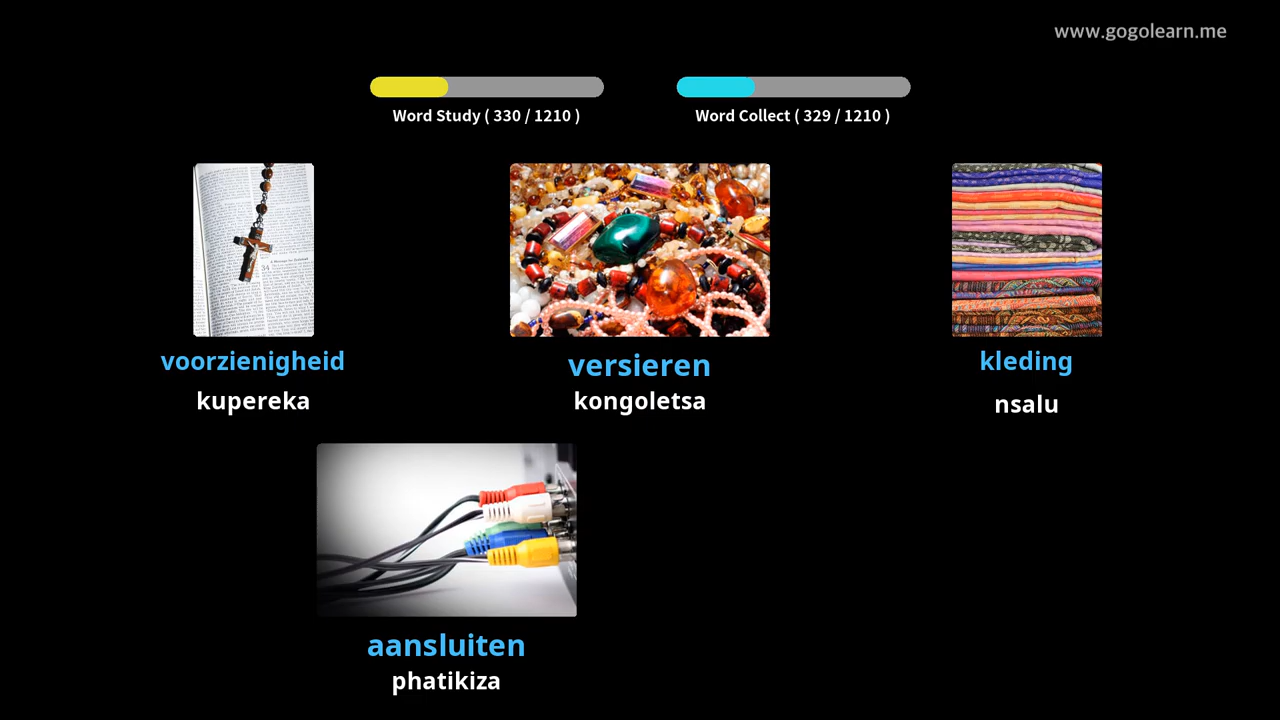 www.gogolearn.me
Word Study ( 330 / 1210 )
Word Collect ( 329 / 1210 )
voorzienigheid
kupereka
versieren
kongoletsa
kleding
nsalu
aansluiten
phatikiza